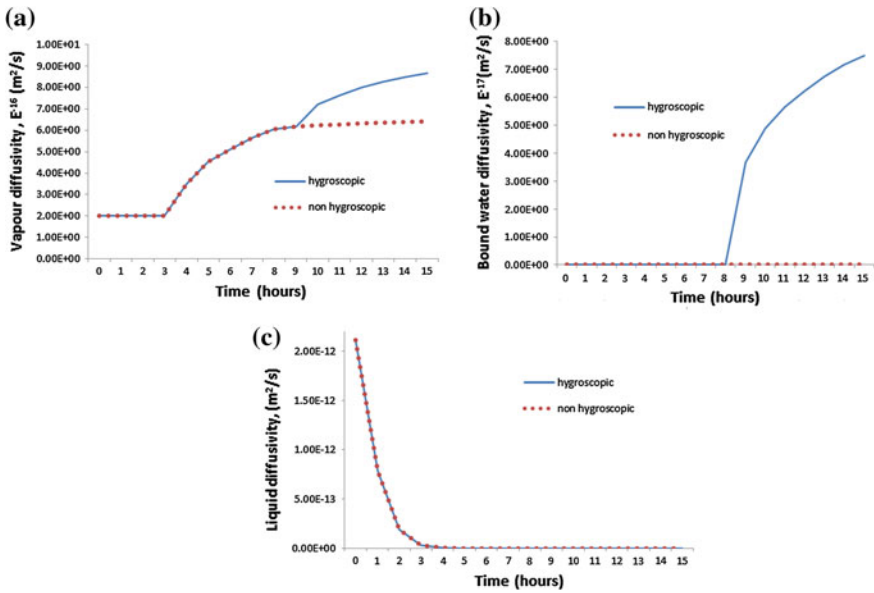 (a)
Vapour diffusivity, E⁻¹⁶ (m²/s)
1.00E+01
9.00E+00
8.00E+00
7.00E+00
6.00E+00
5.00E+00
4.00E+00
3.00E+00
2.00E+00
1.00E+00
0.00E+00
hygroscopic
non hygroscopic
0 1 2 3 4 5 6 7 8 9 10 11 12 13 14 15
Time (hours)
(b)
Bound water diffusivity, E⁻¹⁷(m²/s)
8.00E+00
7.00E+00
6.00E+00
5.00E+00
4.00E+00
3.00E+00
2.00E+00
1.00E+00
0.00E+00
hygroscopic
non hygroscopic
0 1 2 3 4 5 6 7 8 9 10 11 12 13 14 15
Time (hours)
(c)
Liquid diffusivity, (m²/s)
2.00E-12
1.50E-12
1.00E-12
5.00E-13
0.00E+00
hygroscopic
non hygroscopic
0 1 2 3 4 5 6 7 8 9 10 11 12 13 14 15
Time (hours)